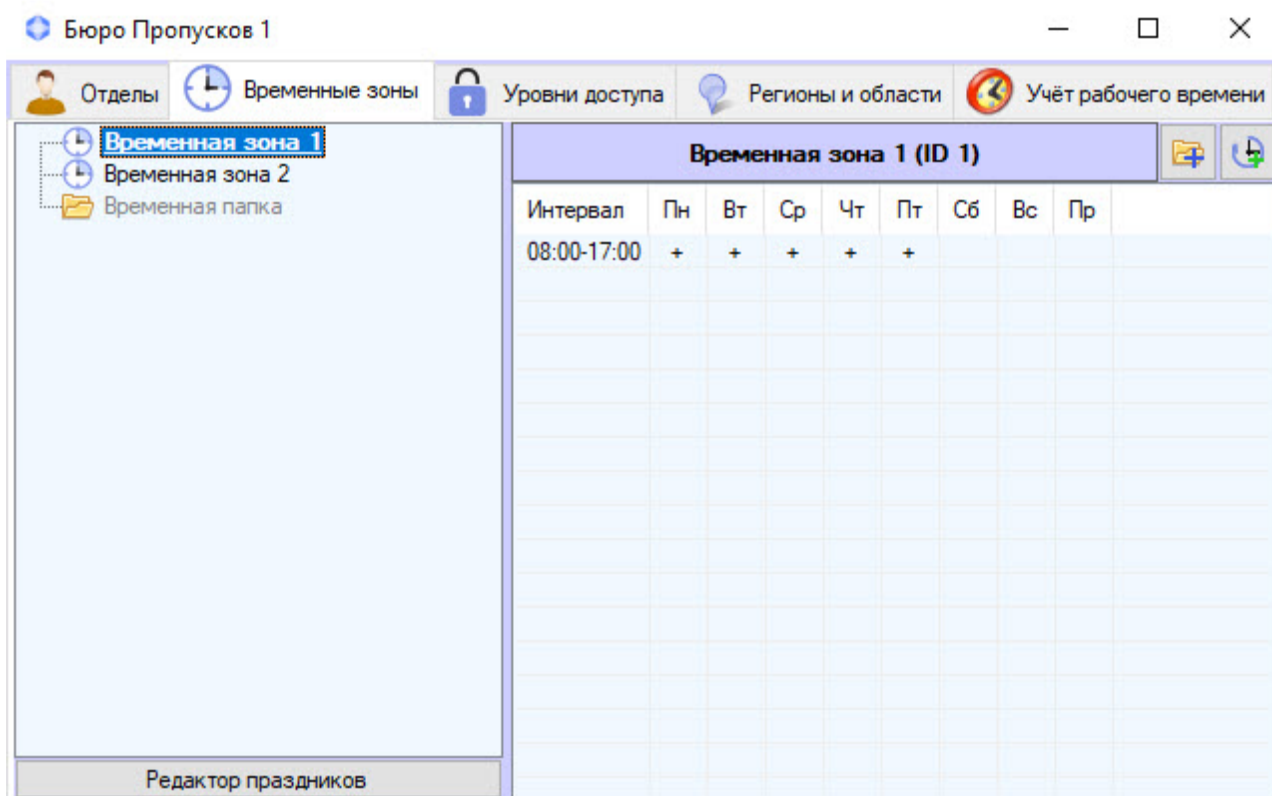 Бюро Пропусков 1
Отделы Временные зоны Уровни доступа Регионы и области Учёт рабочего времени
Временная зона 1
Временная зона 2
Временная папка
Временная зона 1 (ID 1)
Интервал Пн Вт Ср Чт Пт Сб Вс Пр
08:00-17:00 + + + + +
Редактор праздников